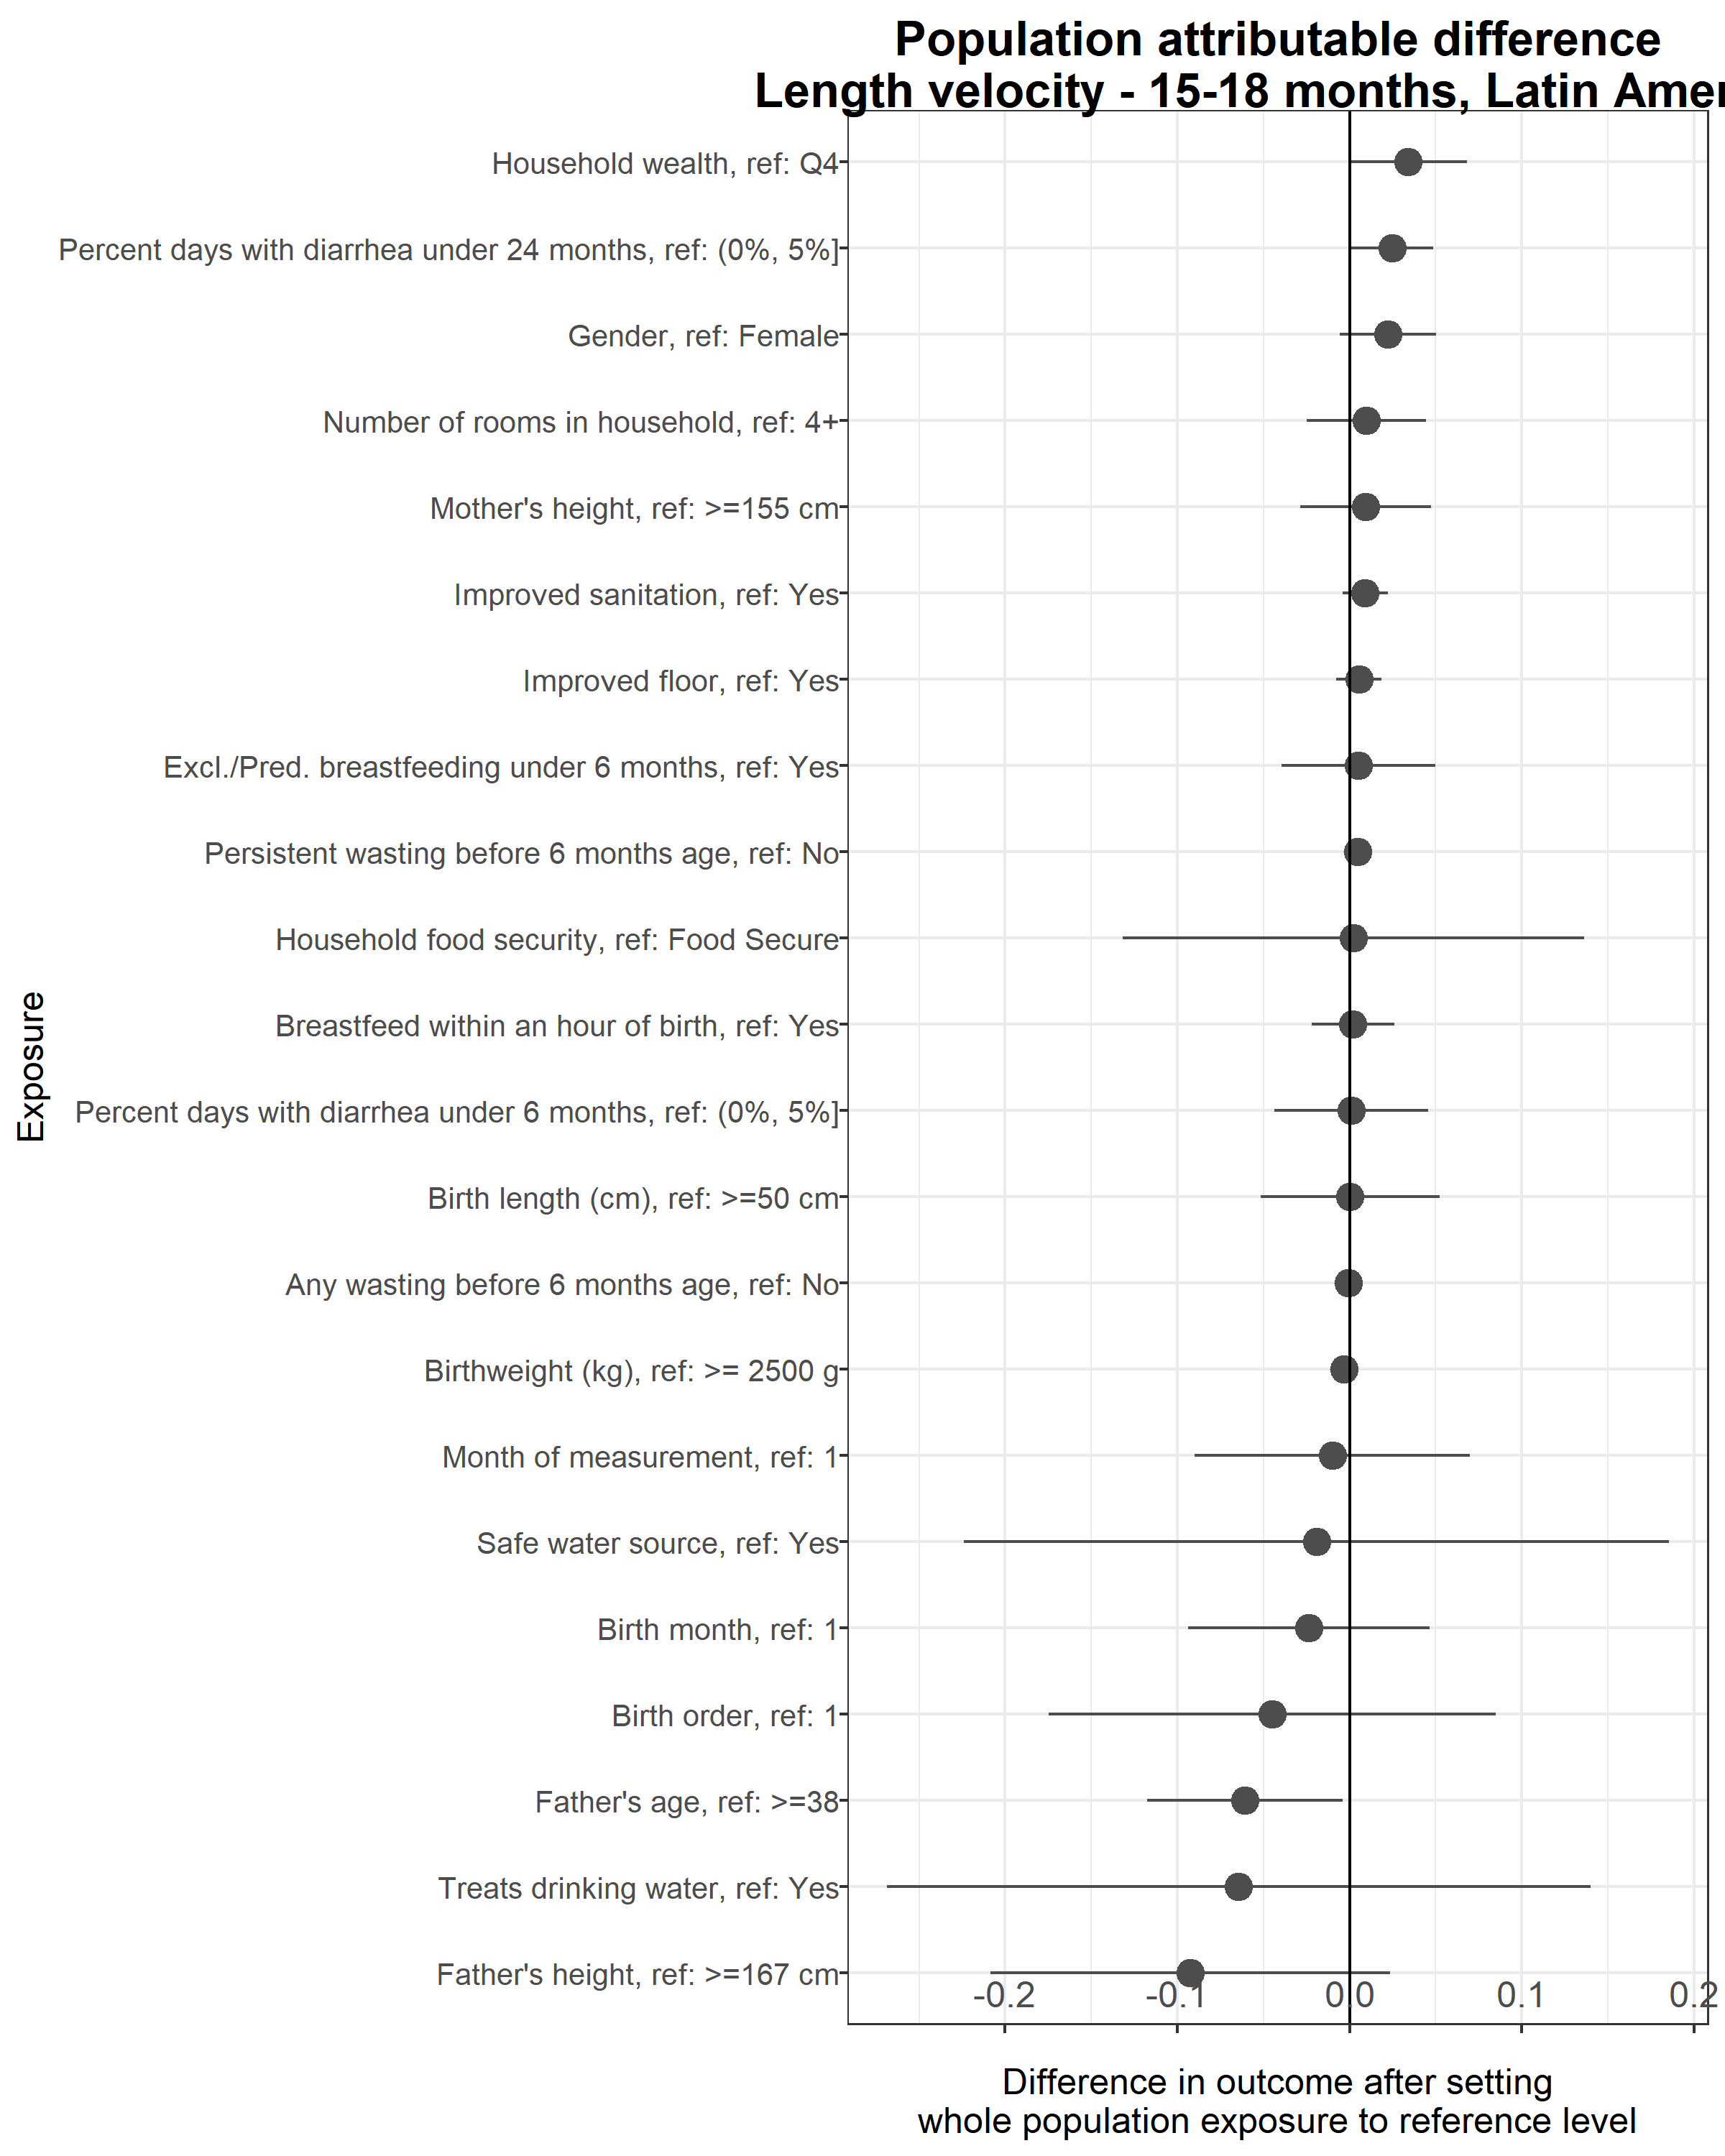 Population attributable difference
Length velocity - 15-18 months, Latin Amer
Household wealth, ref: Q4
Percent days with diarrhea under 24 months, ref: (0%, 5%]
Gender, ref: Female
Number of rooms in household, ref: 4+
Mother's height, ref: >=155 cm
Improved sanitation, ref: Yes
Improved floor, ref: Yes
Excl./Pred. breastfeeding under 6 months, ref: Yes
Persistent wasting before 6 months age, ref: No
Household food security, ref: Food Secure
Breastfeed within an hour of birth, ref: Yes
Percent days with diarrhea under 6 months, ref: (0%, 5%]
Birth length (cm), ref: >=50 cm
Any wasting before 6 months age, ref: No
Birthweight (kg), ref: >= 2500 g
Month of measurement, ref: 1
Safe water source, ref: Yes
Birth month, ref: 1
Birth order, ref: 1
Father's age, ref: >=38
Treats drinking water, ref: Yes
Father's height, ref: >=167 cm
Exposure
-0.2 -0.1 0.0 0.1 0.2
Difference in outcome after setting
whole population exposure to reference level